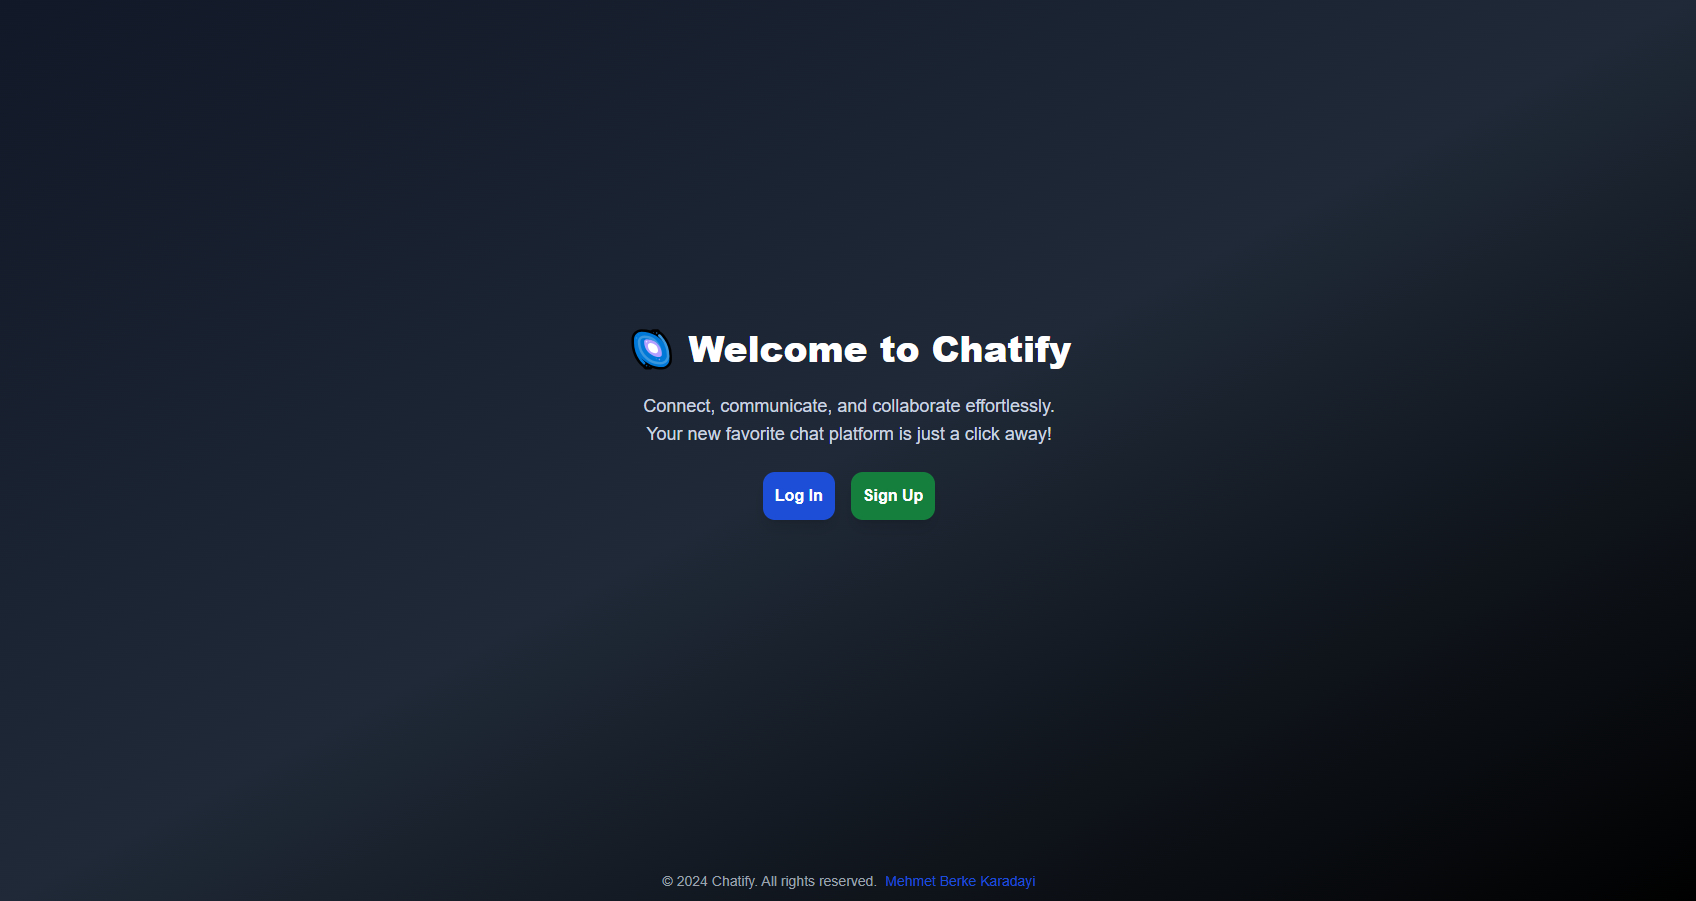 Welcome to Chatify
Connect, communicate, and collaborate effortlessly.
Your new favorite chat platform is just a click away!
Log In Sign Up
© 2024 Chatify. All rights reserved. Mehmet Berke Karadayi